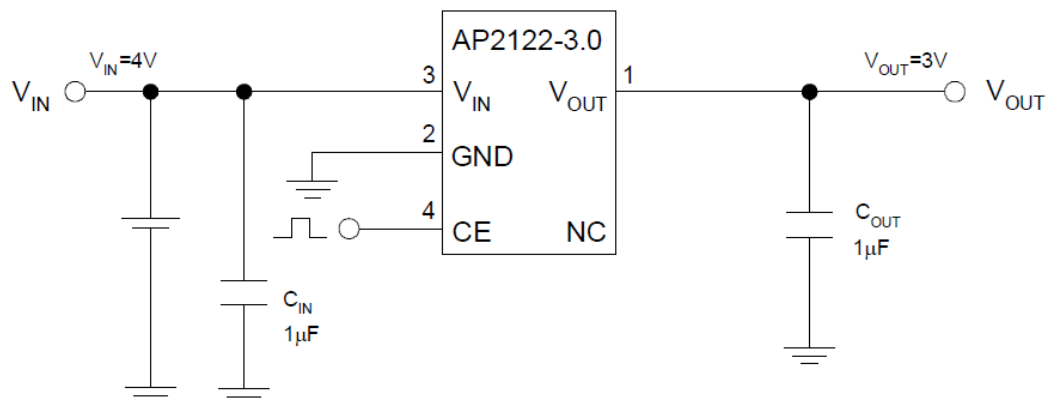 AP2122-3.0
V_IN=4V
V_OUT=3V
V_IN
3
V_IN
V_OUT
1
V_OUT
2
GND
4
CE
NC
C_IN
1μF
C_OUT
1μF